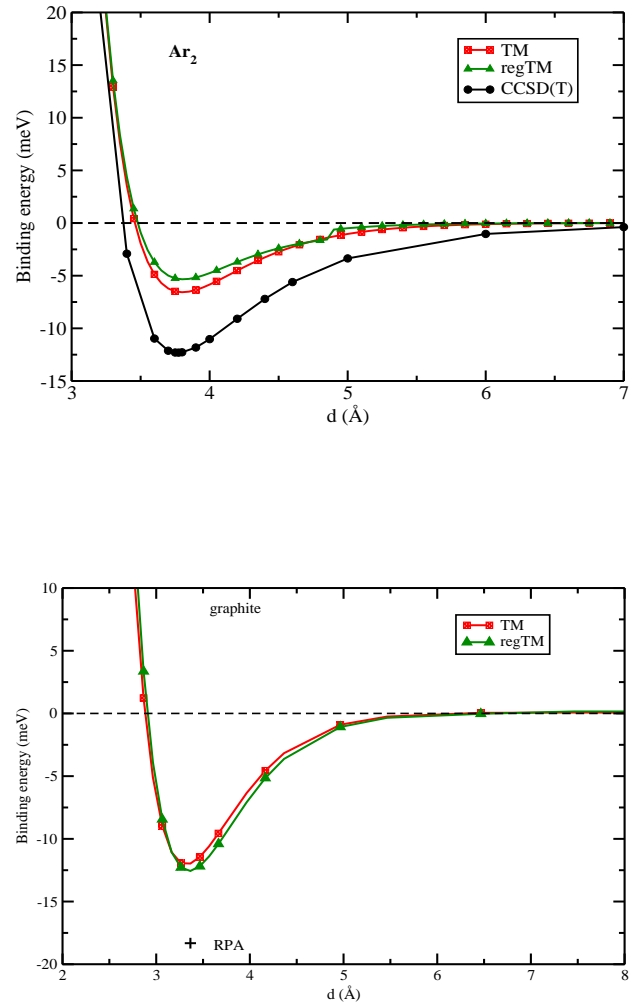 20
15
10
5
0
-5
-10
-15
3
4
5
6
7
d (Å)
Binding energy (meV)
Ar2
TM
regTM
CCSD(T)
10
5
0
-5
-10
-15
-20
2
3
4
5
6
7
8
d (Å)
Binding energy (meV)
graphite
TM
regTM
RPA